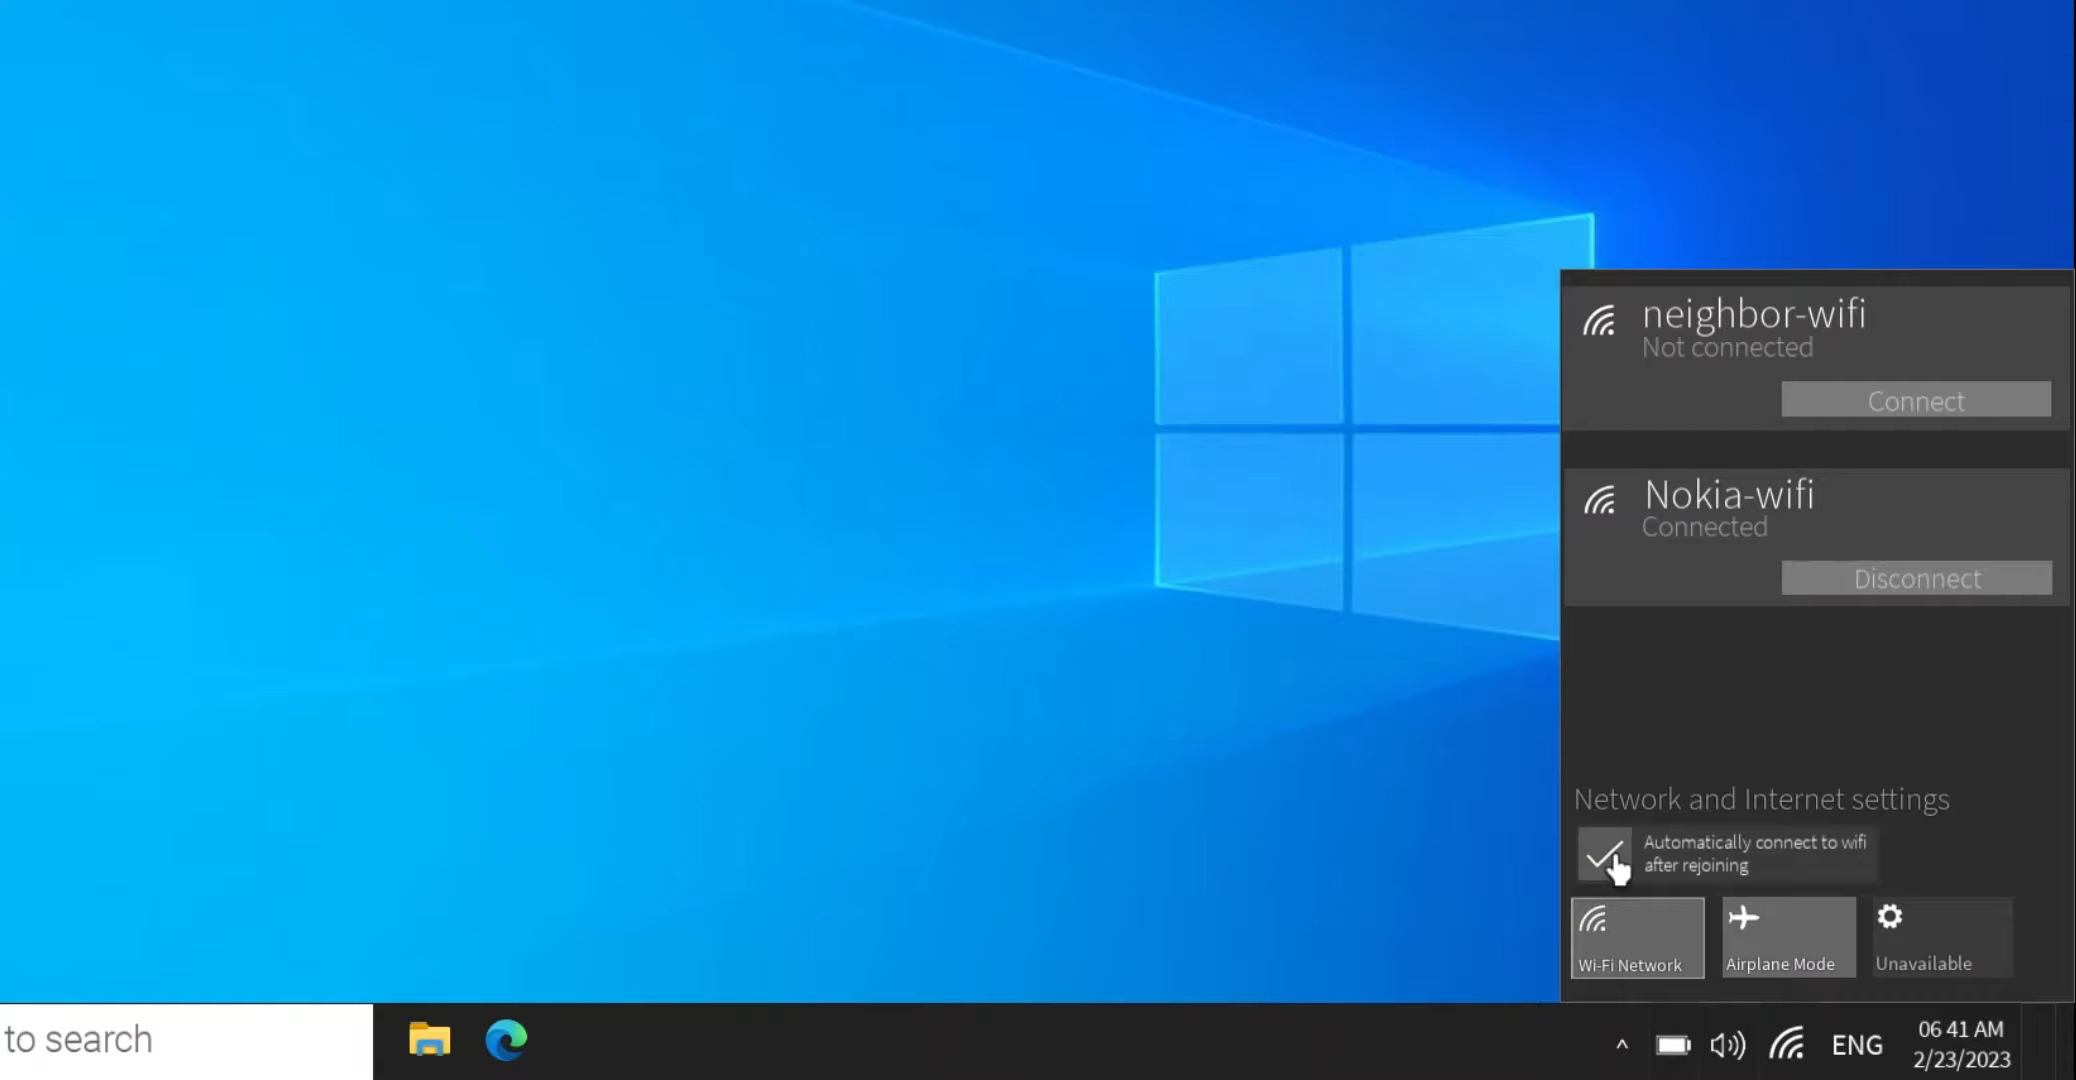 neighbor-wifi
Not connected
Connect
Nokia-wifi
Connected
Disconnect
Network and Internet settings
Automatically connect to wifi
after rejoining
Wi-Fi Network
Airplane Mode
Unavailable
to search
ENG
06 41 AM
2/23/2023